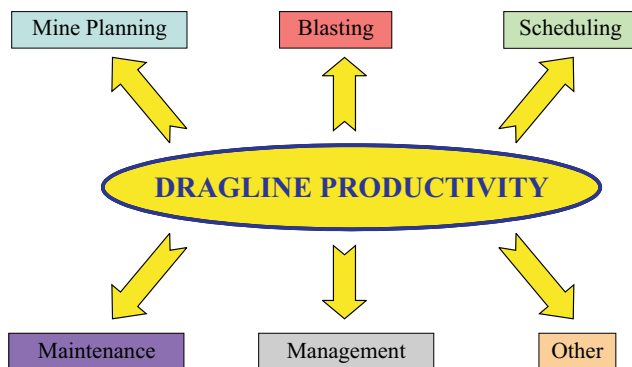 Mine Planning
Blasting
Scheduling
DRAGLINE PRODUCTIVITY
Maintenance
Management
Other